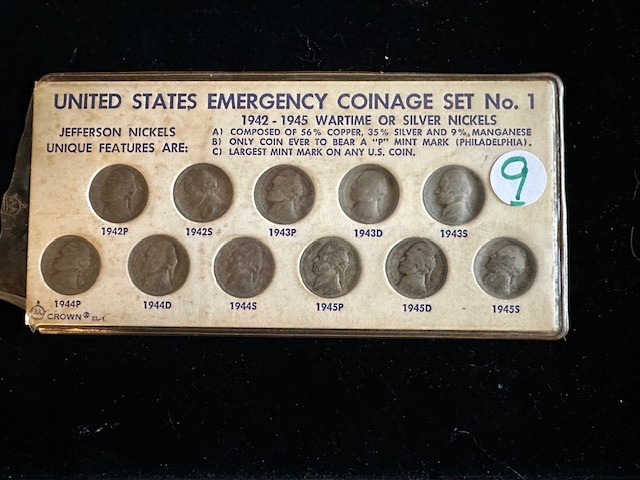 UNITED STATES EMERGENCY COINAGE SET No. 1
1942 - 1945 WARTIME OR SILVER NICKELS
JEFFERSON NICKELS
UNIQUE FEATURES ARE:
A) COMPOSED OF 56% COPPER, 35% SILVER AND 9%, MANGANESE
B) ONLY COIN EVER TO BEAR A "P" MINT MARK (PHILADELPHIA).
C) LARGEST MINT MARK ON ANY U.S. COIN.
9
1942P 1942S 1943P 1943D 1943S
1944P 1944D 1944S 1945P 1945D 1945S
CROWN®